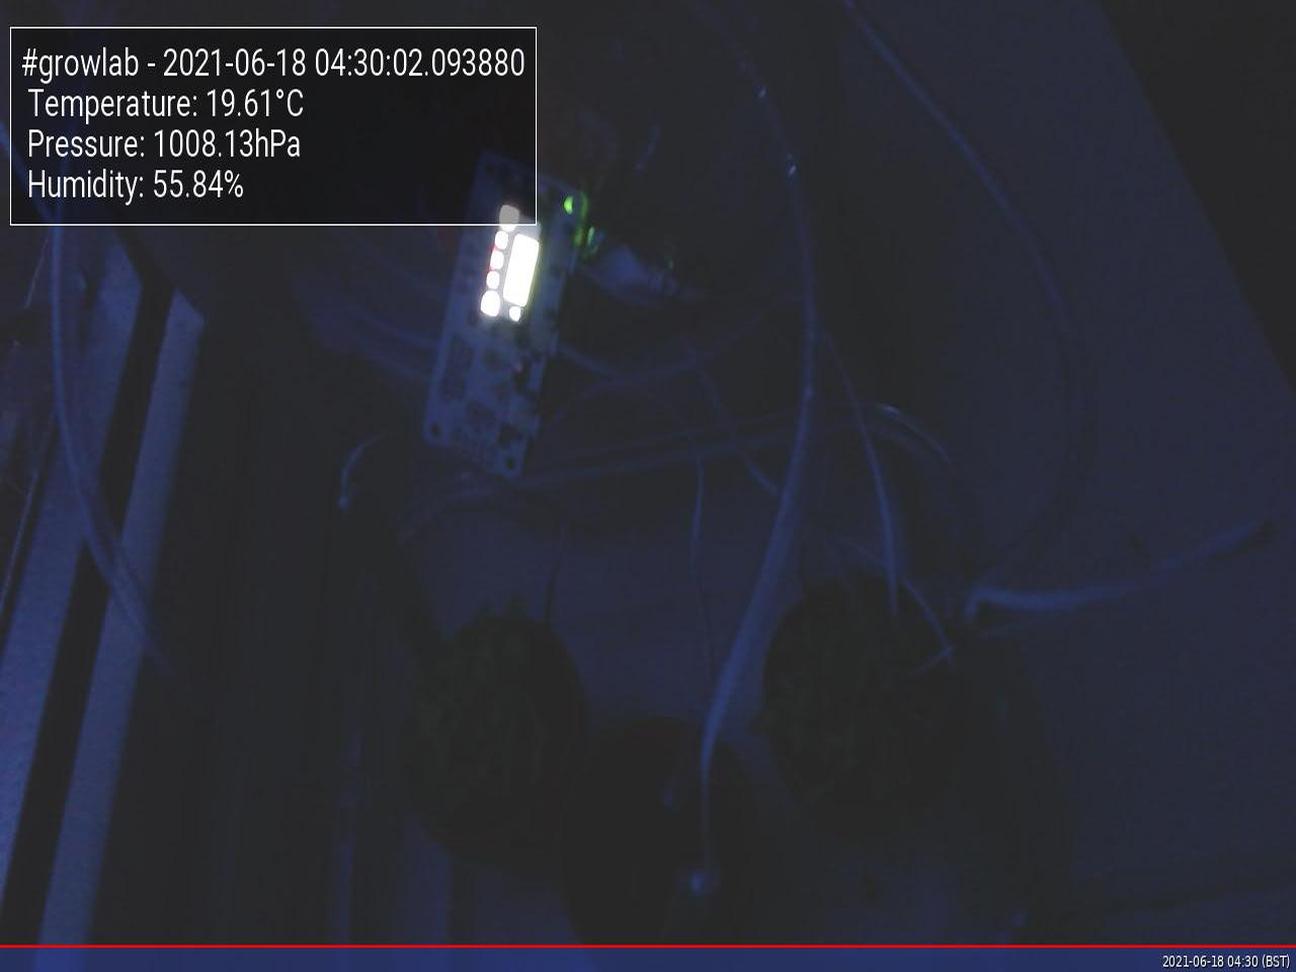 #growlab - 2021-06-18 04:30:02.093880
Temperature: 19.61°C
Pressure: 1008.13hPa
Humidity: 55.84%
2021-06-18 04:30 (BST)